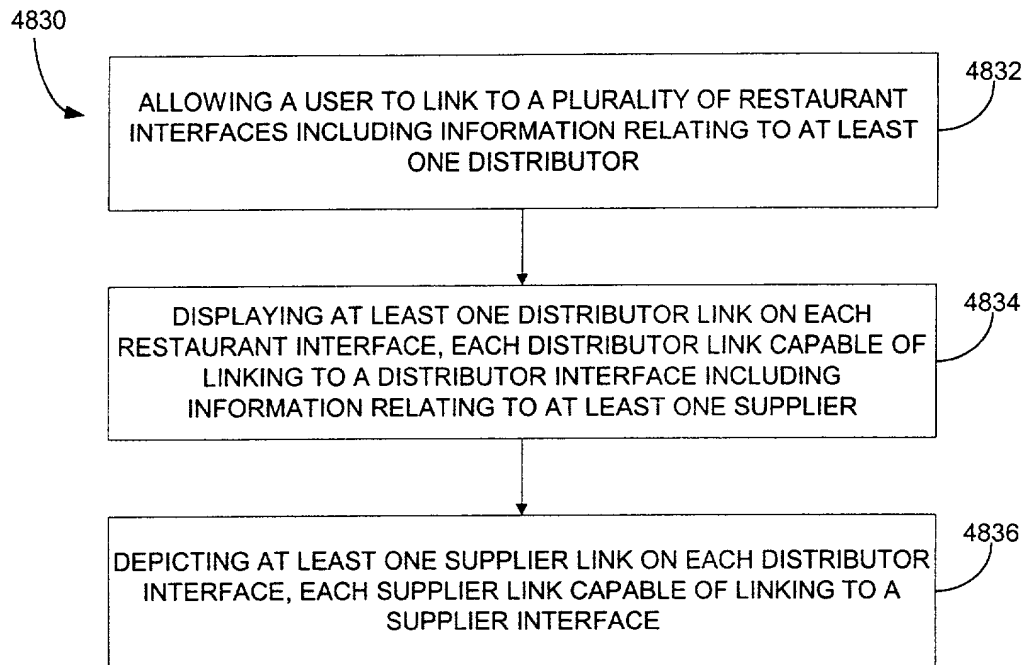 4830
4832
ALLOWING A USER TO LINK TO A PLURALITY OF RESTAURANT
INTERFACES INCLUDING INFORMATION RELATING TO AT LEAST
ONE DISTRIBUTOR
4834
DISPLAYING AT LEAST ONE DISTRIBUTOR LINK ON EACH
RESTAURANT INTERFACE, EACH DISTRIBUTOR LINK CAPABLE OF
LINKING TO A DISTRIBUTOR INTERFACE INCLUDING
INFORMATION RELATING TO AT LEAST ONE SUPPLIER
4836
DEPICTING AT LEAST ONE SUPPLIER LINK ON EACH DISTRIBUTOR
INTERFACE, EACH SUPPLIER LINK CAPABLE OF LINKING TO A
SUPPLIER INTERFACE